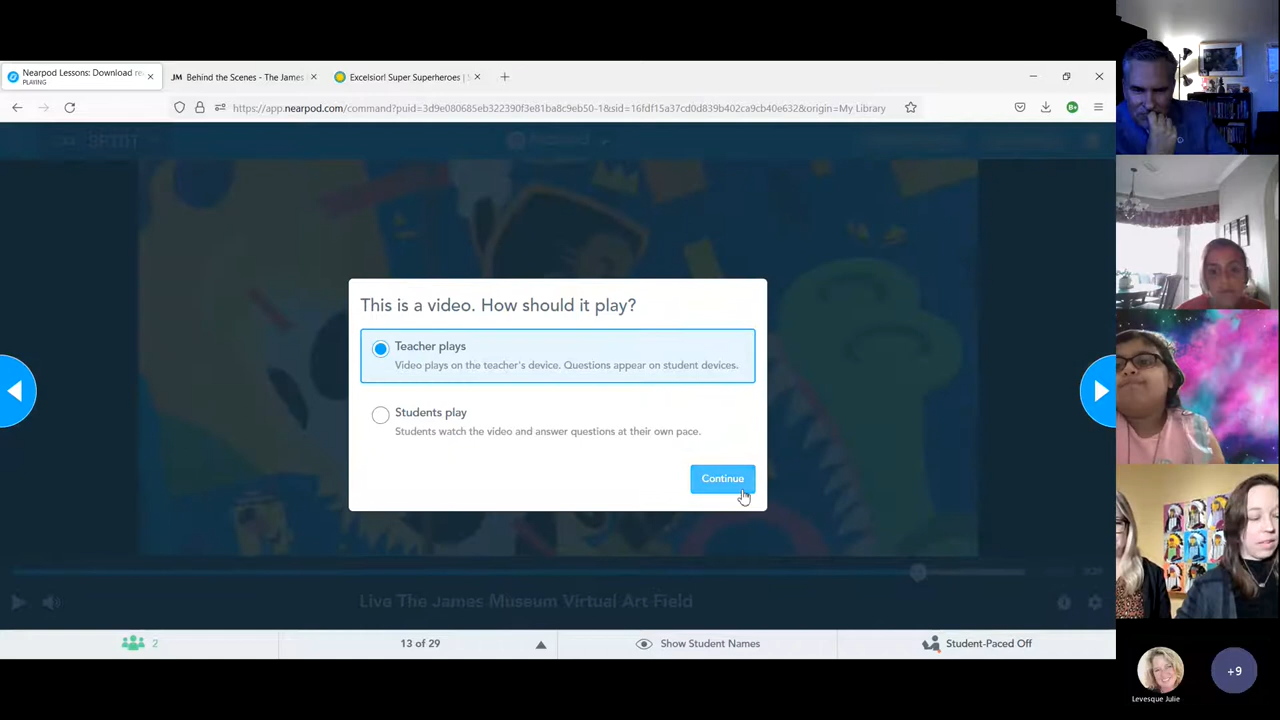 Nearpod Lessons: Download re
PLAYING
JM Behind the Scenes - The James
Excelsior! Super Superheroes |
https://app.nearpod.com/command?puid=3d9e080685eb322390f3e81ba8c9eb50-1&sid=16fdf15a37cd0d839b402ca9cb40e632&origin=My Library
This is a video. How should it play?
Teacher plays
Video plays on the teacher's device. Questions appear on student devices.
Students play
Students watch the video and answer questions at their own pace.
Continue
Live The James Museum Virtual Art Field
2
13 of 29
Show Student Names
Student-Paced Off
Levesque Julie
+9